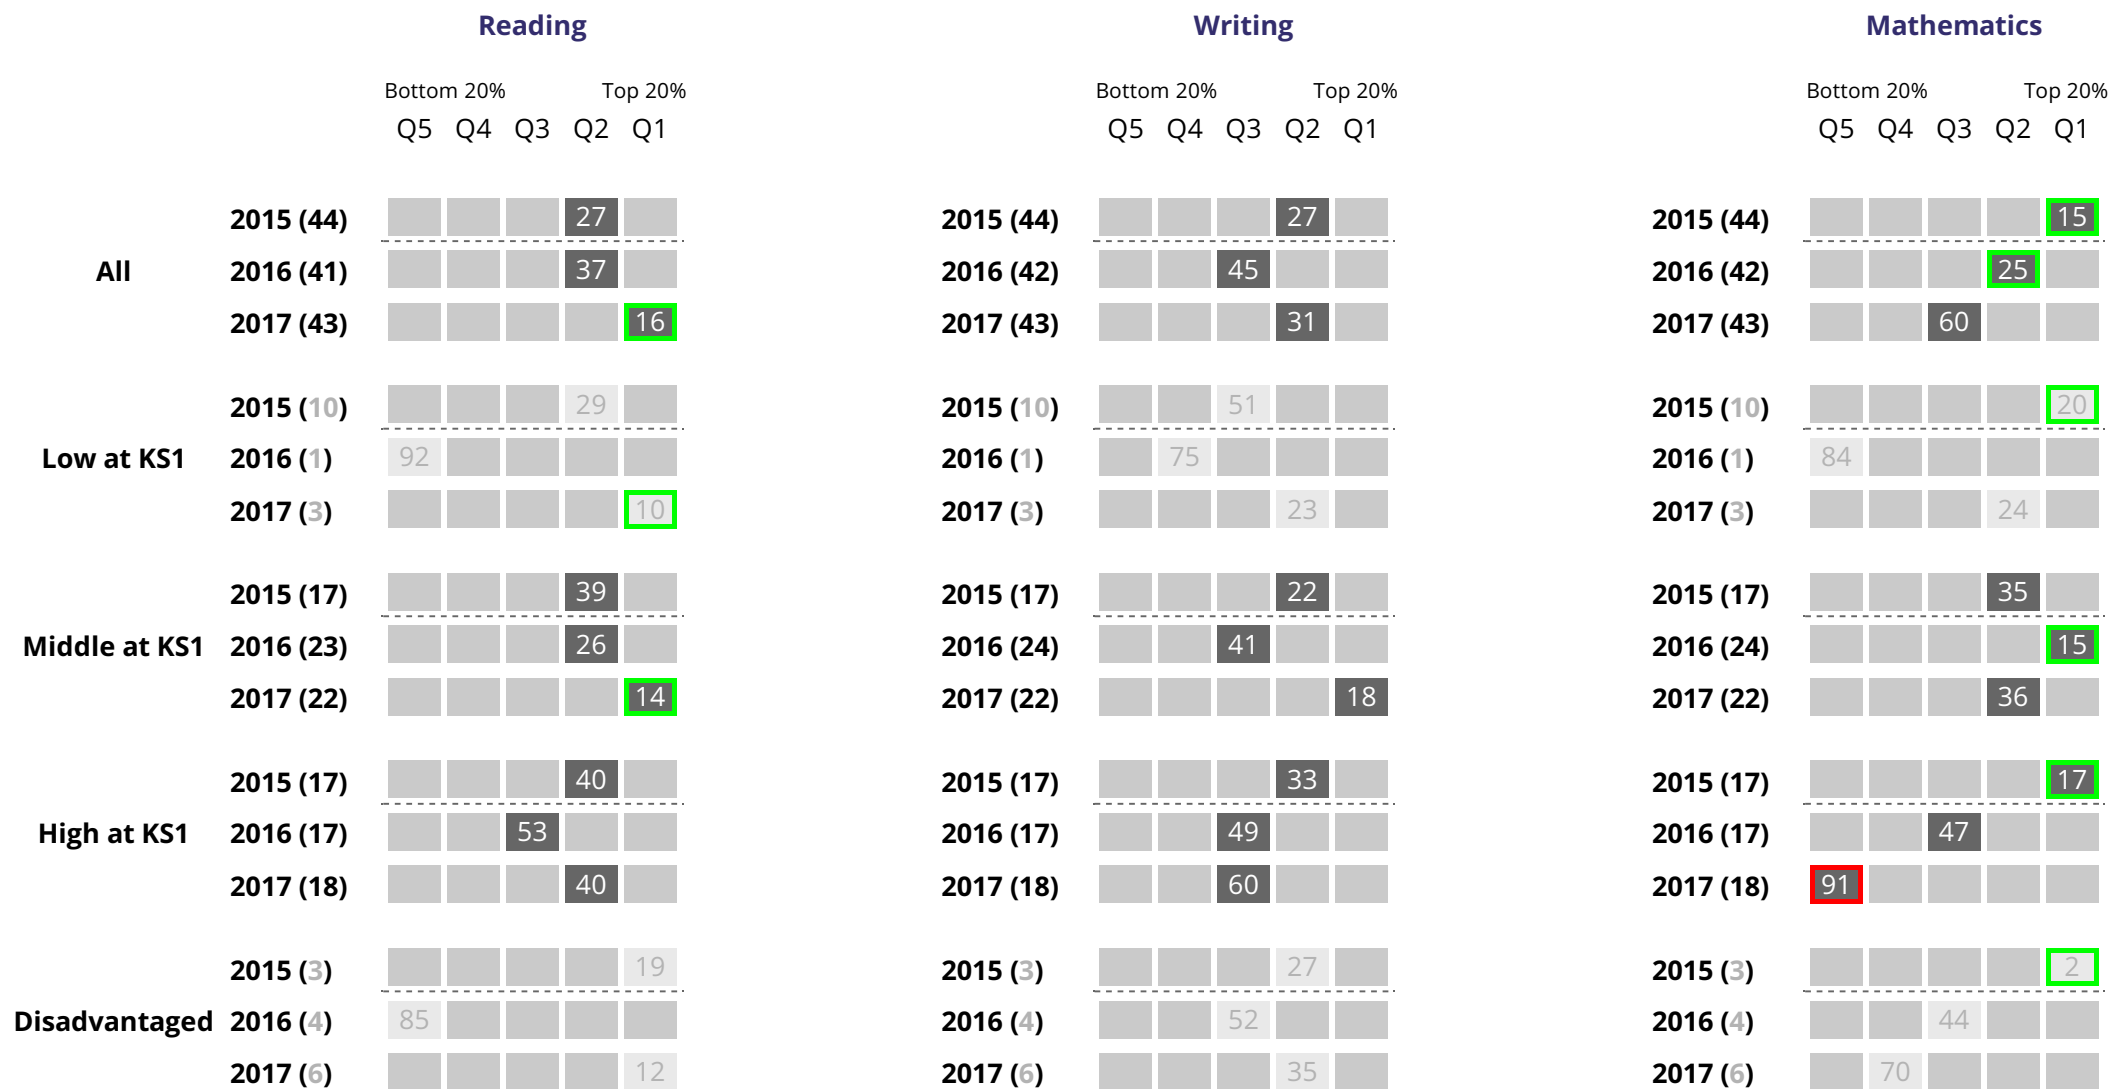 Reading Writing Mathematics
Bottom 20% Top 20% Bottom 20% Top 20% Bottom 20% Top 20%
Q5 Q4 Q3 Q2 Q1 Q5 Q4 Q3 Q2 Q1 Q5 Q4 Q3 Q2 Q1
2015 (44) 27 2015 (44) 27 2015 (44) 15
All 2016 (41) 37 2016 (42) 45 2016 (42) 25
2017 (43) 16 2017 (43) 31 2017 (43) 60
2015 (10) 29 2015 (10) 51 2015 (10) 20
Low at KS1 2016 (1) 92 2016 (1) 75 2016 (1) 84
2017 (3) 10 2017 (3) 23 2017 (3) 24
2015 (17) 39 2015 (17) 22 2015 (17) 35
Middle at KS1 2016 (23) 26 2016 (24) 41 2016 (24) 15
2017 (22) 14 2017 (22) 18 2017 (22) 36
2015 (17) 40 2015 (17) 33 2015 (17) 17
High at KS1 2016 (17) 53 2016 (17) 49 2016 (17) 47
2017 (18) 40 2017 (18) 60 2017 (18) 91
2015 (3) 19 2015 (3) 27 2015 (3) 2
Disadvantaged 2016 (4) 85 2016 (4) 52 2016 (4) 44
2017 (6) 12 2017 (6) 35 2017 (6) 70